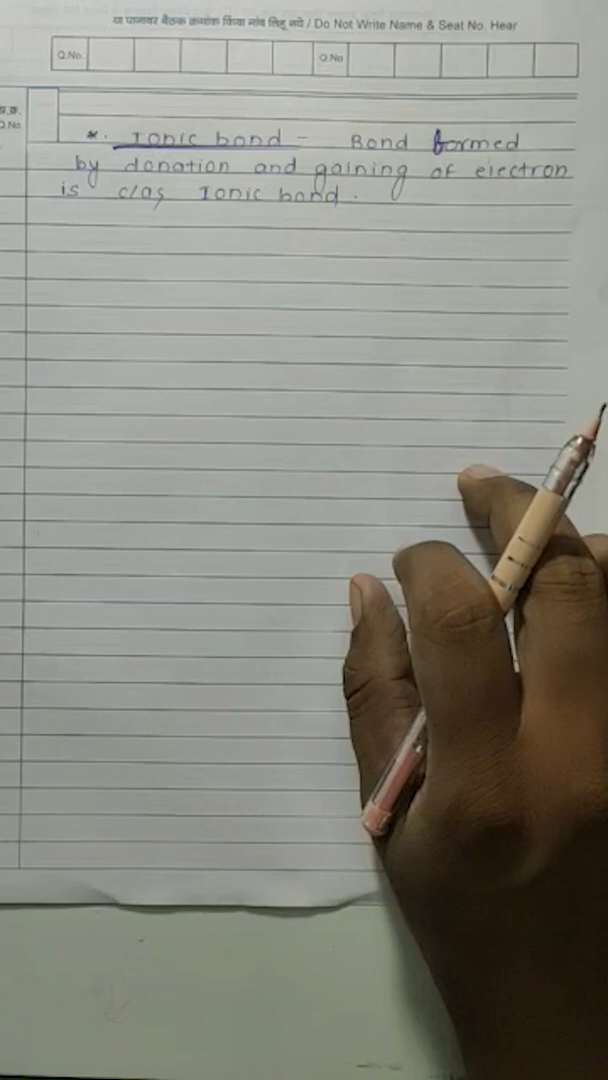 या पानावर बैठक क्रमांक किंवा नांव लिहू नये / Do Not Write Name & Seat No. Hear
Q.No. Q.No
प्र.क्र.
Q.No
*. Ionic bond - Bond formed
by donation and gaining of electron
is c/as Ionic bond.